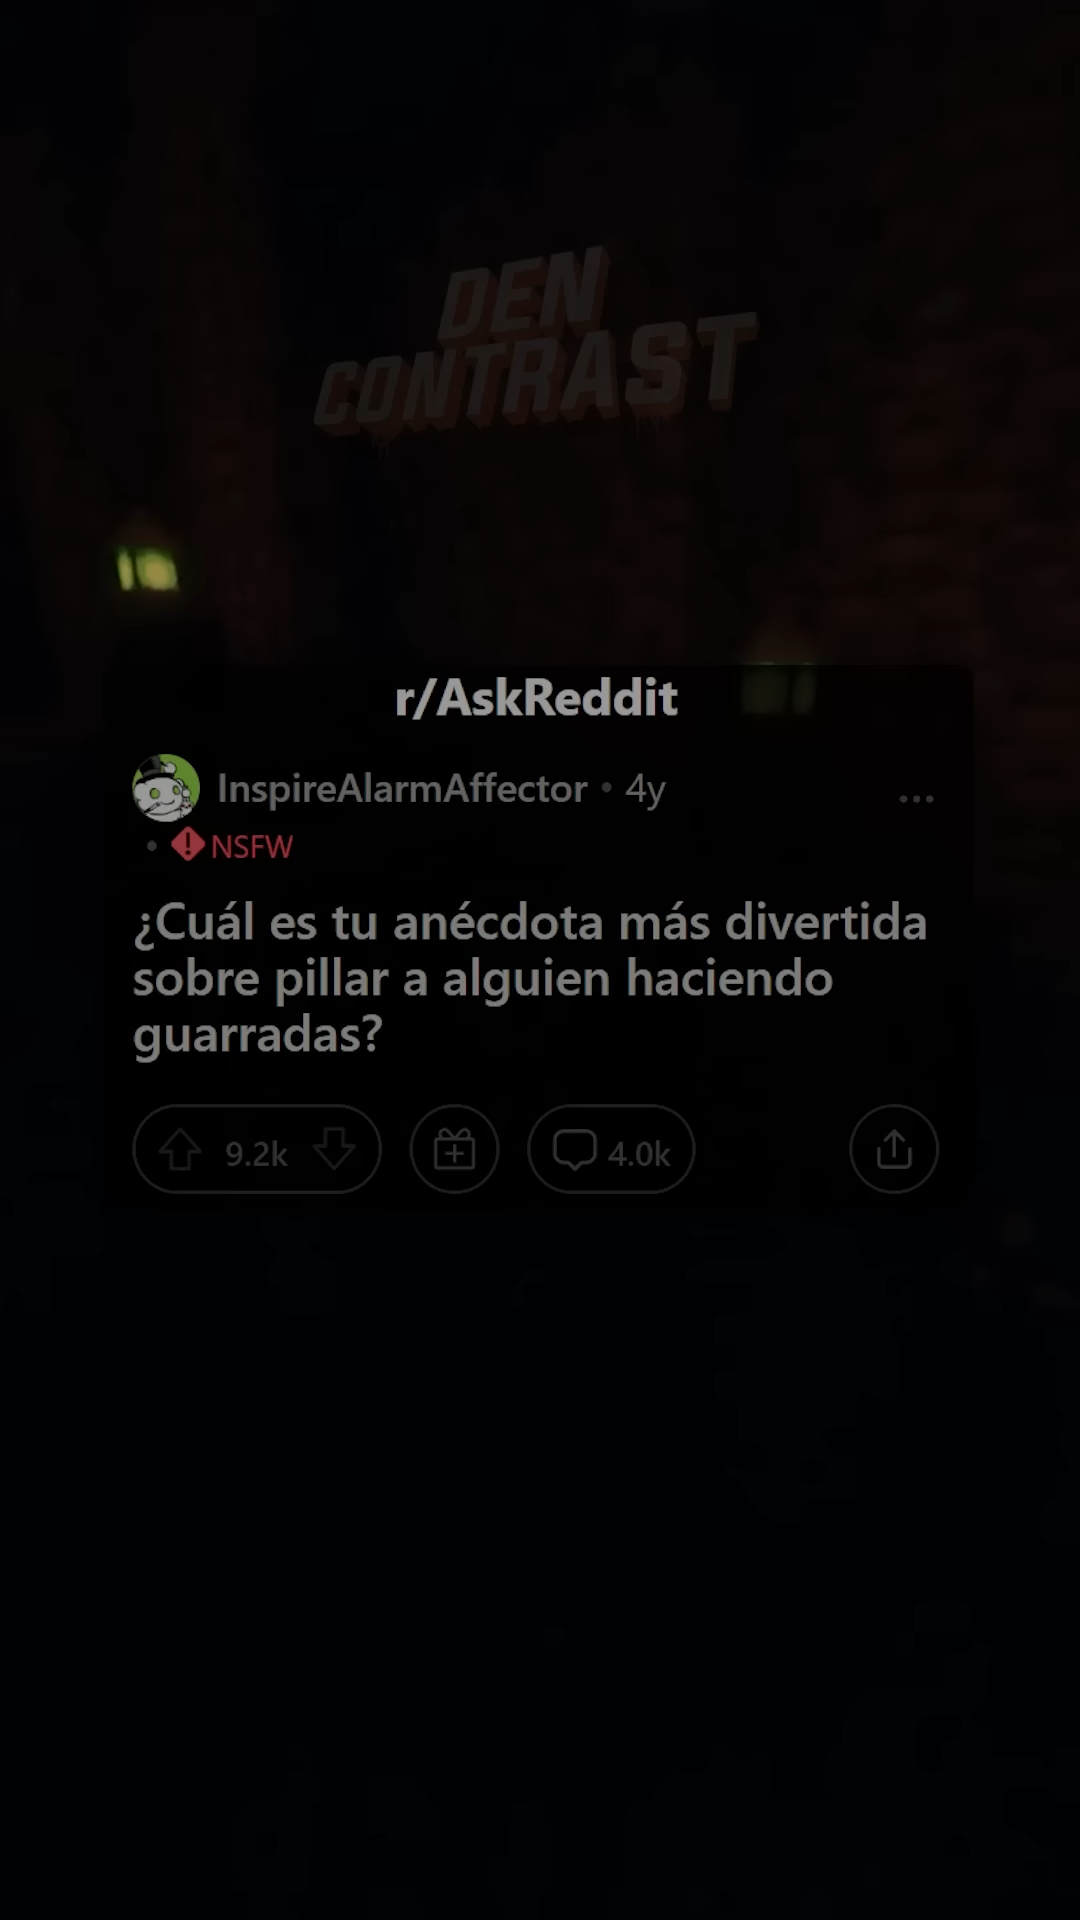 DEN
CONTRAST
r/AskReddit
InspireAlarmAffector • 4y
• NSFW
¿Cuál es tu anécdota más divertida
sobre pillar a alguien haciendo
guarradas?
9.2k 4.0k